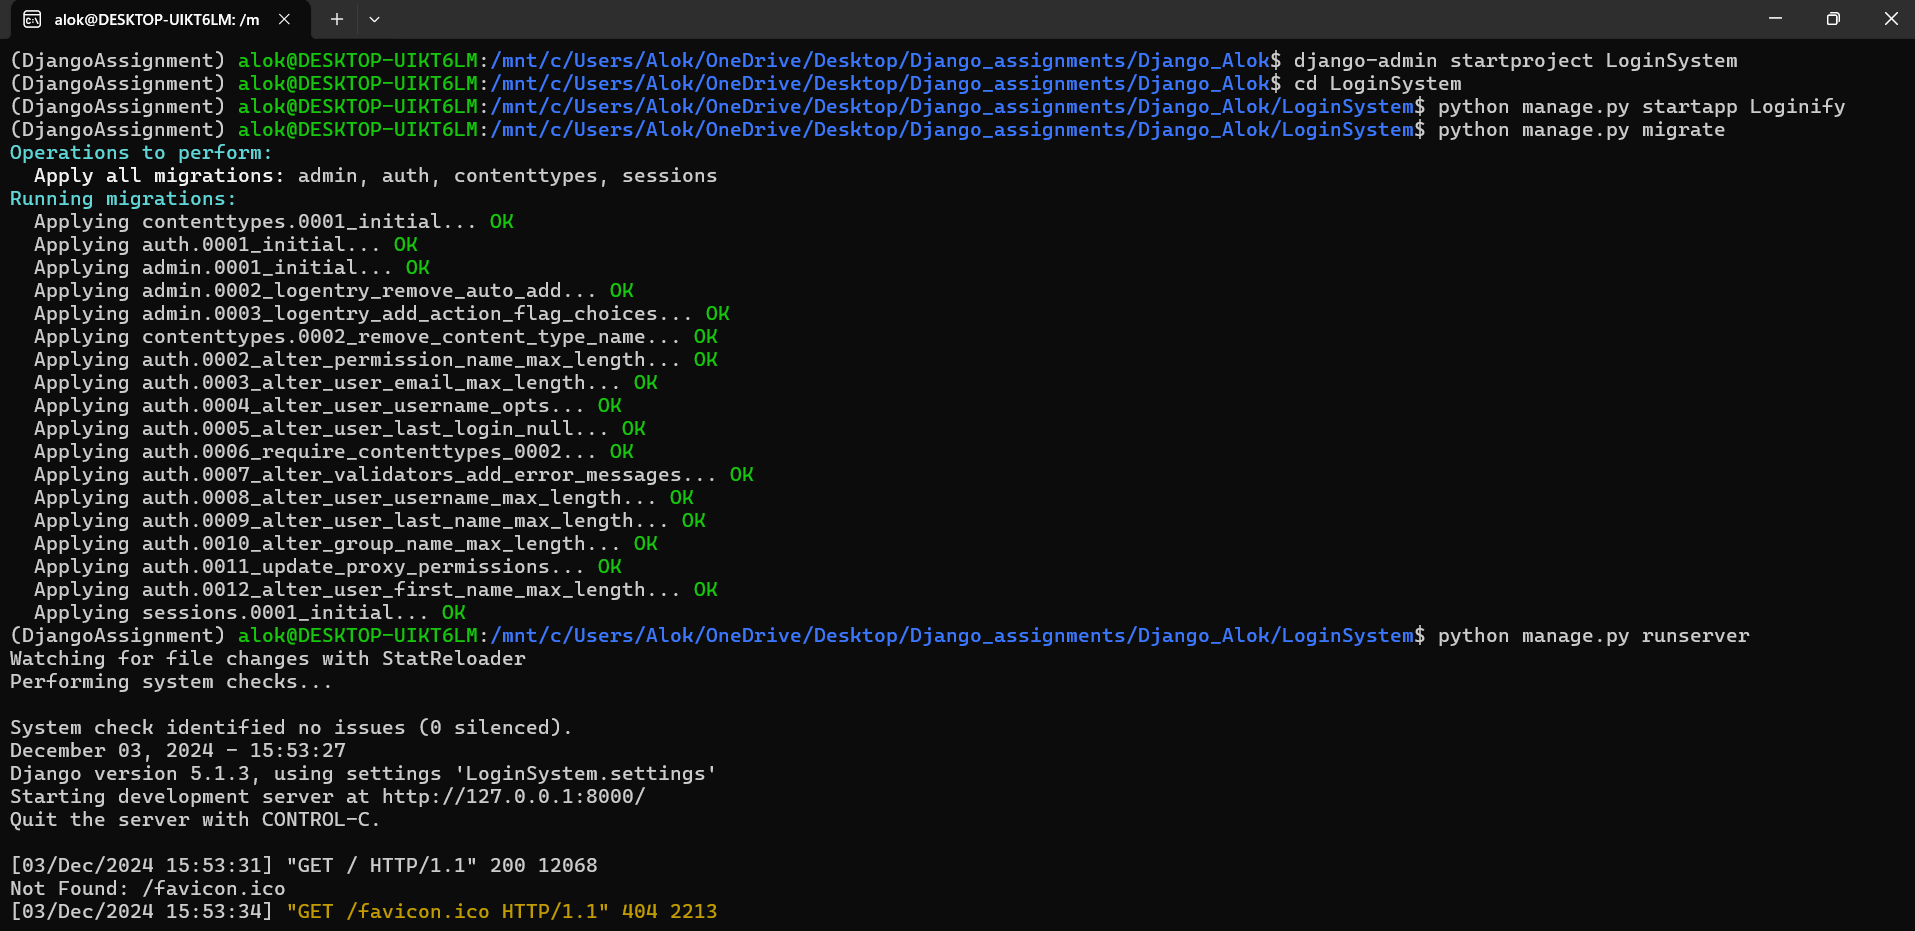 alok@DESKTOP-UIKT6LM: /m
(DjangoAssignment) alok@DESKTOP-UIKT6LM:/mnt/c/Users/Alok/OneDrive/Desktop/Django_assignments/Django_Alok$ django-admin startproject LoginSystem
(DjangoAssignment) alok@DESKTOP-UIKT6LM:/mnt/c/Users/Alok/OneDrive/Desktop/Django_assignments/Django_Alok$ cd LoginSystem
(DjangoAssignment) alok@DESKTOP-UIKT6LM:/mnt/c/Users/Alok/OneDrive/Desktop/Django_assignments/Django_Alok/LoginSystem$ python manage.py startapp Loginify
(DjangoAssignment) alok@DESKTOP-UIKT6LM:/mnt/c/Users/Alok/OneDrive/Desktop/Django_assignments/Django_Alok/LoginSystem$ python manage.py migrate
Operations to perform:
  Apply all migrations: admin, auth, contenttypes, sessions
Running migrations:
  Applying contenttypes.0001_initial... OK
  Applying auth.0001_initial... OK
  Applying admin.0001_initial... OK
  Applying admin.0002_logentry_remove_auto_add... OK
  Applying admin.0003_logentry_add_action_flag_choices... OK
  Applying contenttypes.0002_remove_content_type_name... OK
  Applying auth.0002_alter_permission_name_max_length... OK
  Applying auth.0003_alter_user_email_max_length... OK
  Applying auth.0004_alter_user_username_opts... OK
  Applying auth.0005_alter_user_last_login_null... OK
  Applying auth.0006_require_contenttypes_0002... OK
  Applying auth.0007_alter_validators_add_error_messages... OK
  Applying auth.0008_alter_user_username_max_length... OK
  Applying auth.0009_alter_user_last_name_max_length... OK
  Applying auth.0010_alter_group_name_max_length... OK
  Applying auth.0011_update_proxy_permissions... OK
  Applying auth.0012_alter_user_first_name_max_length... OK
  Applying sessions.0001_initial... OK
(DjangoAssignment) alok@DESKTOP-UIKT6LM:/mnt/c/Users/Alok/OneDrive/Desktop/Django_assignments/Django_Alok/LoginSystem$ python manage.py runserver
Watching for file changes with StatReloader
Performing system checks...
System check identified no issues (0 silenced).
December 03, 2024 - 15:53:27
Django version 5.1.3, using settings 'LoginSystem.settings'
Starting development server at http://127.0.0.1:8000/
Quit the server with CONTROL-C.
[03/Dec/2024 15:53:31] "GET / HTTP/1.1" 200 12068
Not Found: /favicon.ico
[03/Dec/2024 15:53:34] "GET /favicon.ico HTTP/1.1" 404 2213